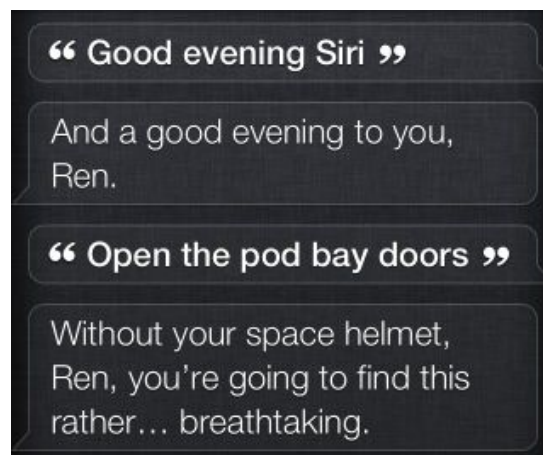 “ Good evening Siri ”
And a good evening to you,
Ren.
“ Open the pod bay doors ”
Without your space helmet,
Ren, you’re going to find this
rather… breathtaking.